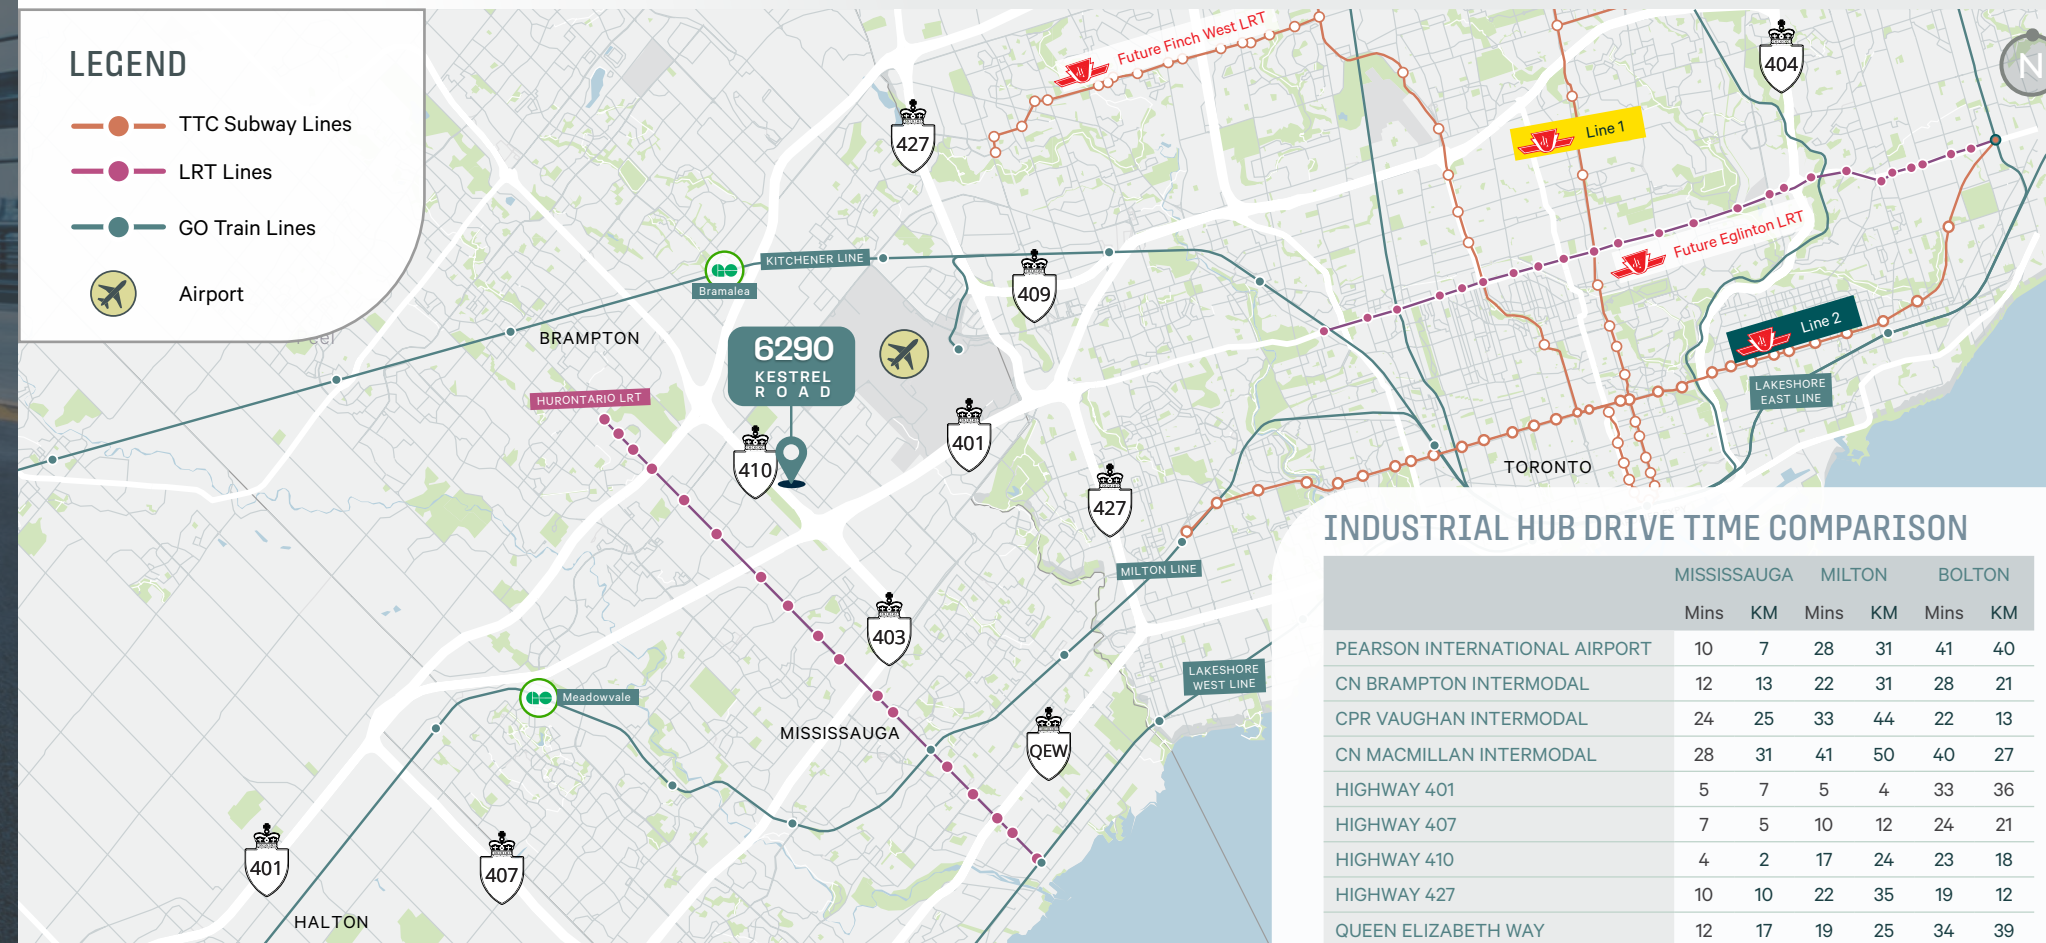 LEGEND
TTC Subway Lines
LRT Lines
GO Train Lines
Airport
Future Finch West LRT
404
N
427
Line 1
KITCHENER LINE
GO
Bramalea
409
Future Eglinton LRT
BRAMPTON
6290
KESTREL
ROAD
Line 2
LAKESHORE
EAST LINE
HURONTARIO LRT
401
410
TORONTO
427
MILTON LINE
403
LAKESHORE
WEST LINE
GO
Meadowvale
MISSISSAUGA
QEW
401
407
HALTON
INDUSTRIAL HUB DRIVE TIME COMPARISON
MISSISSAUGA MILTON BOLTON
Mins KM Mins KM Mins KM
PEARSON INTERNATIONAL AIRPORT 10 7 28 31 41 40
CN BRAMPTON INTERMODAL 12 13 22 31 28 21
CPR VAUGHAN INTERMODAL 24 25 33 44 22 13
CN MACMILLAN INTERMODAL 28 31 41 50 40 27
HIGHWAY 401 5 7 5 4 33 36
HIGHWAY 407 7 5 10 12 24 21
HIGHWAY 410 4 2 17 24 23 18
HIGHWAY 427 10 10 22 35 19 12
QUEEN ELIZABETH WAY 12 17 19 25 34 39